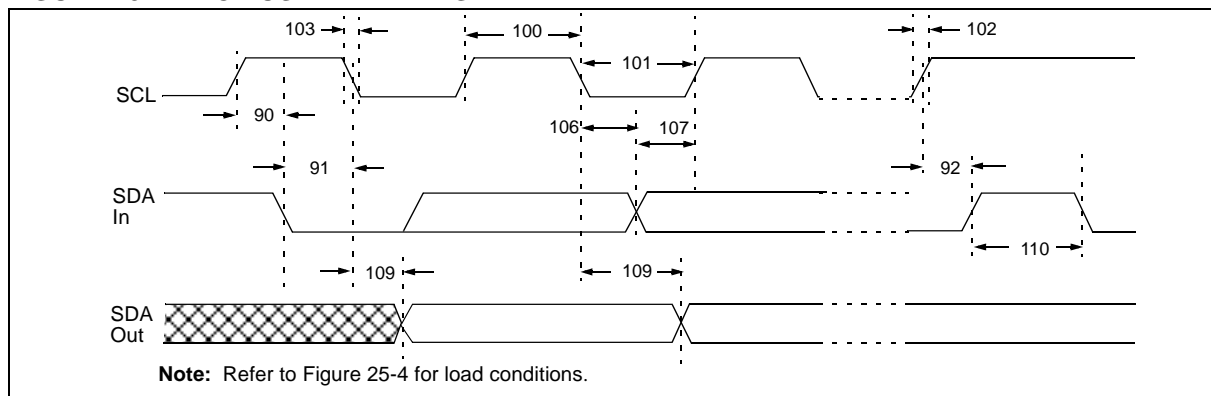 103
100
102
101
SCL
90
106
107
91
92
SDA
In
110
109
109
SDA
Out
Note: Refer to Figure 25-4 for load conditions.